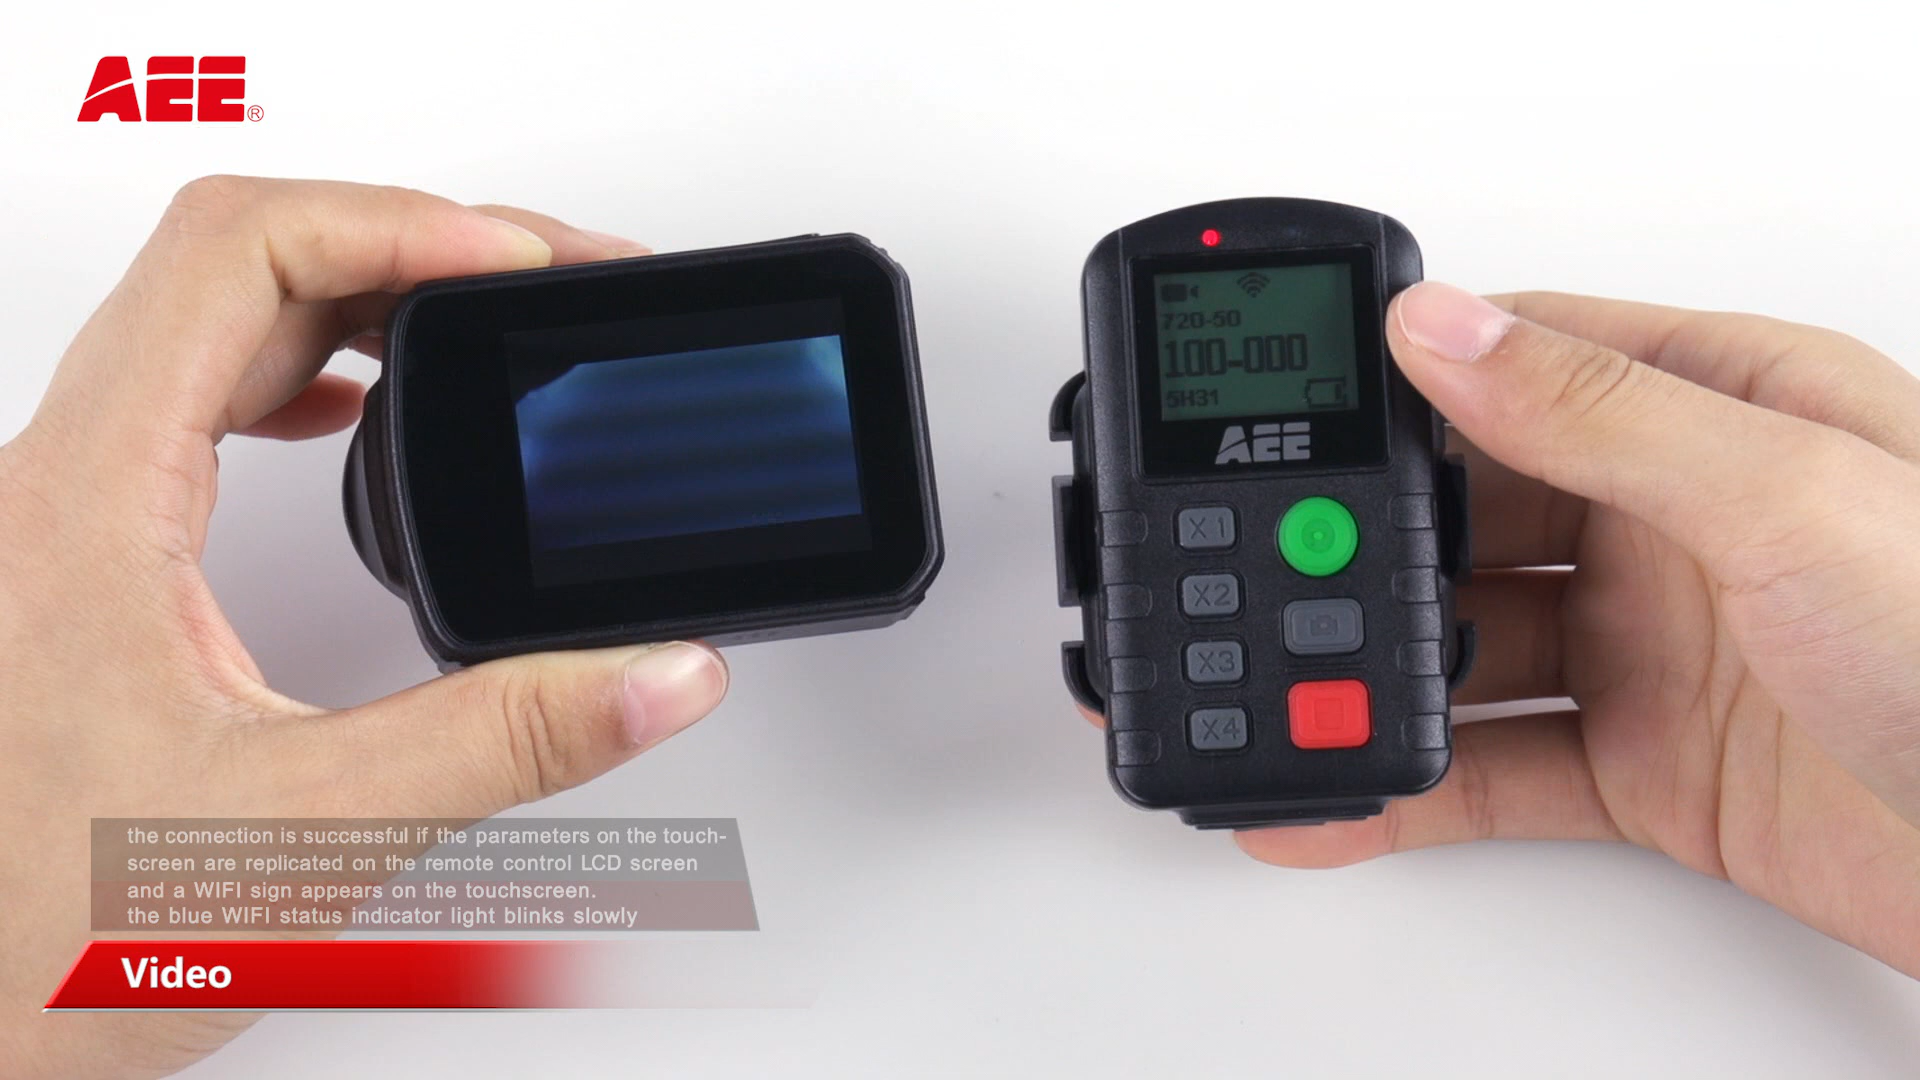 AEE®
720-50
100-000
5H31
AEE
X1
X2
X3
X4
the connection is successful if the parameters on the touch-
screen are replicated on the remote control LCD screen
and a WIFI sign appears on the touchscreen.
the blue WIFI status indicator light blinks slowly
Video